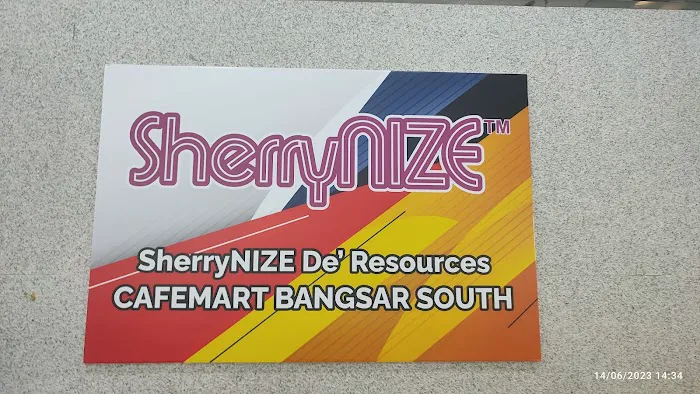 SherryNIZE™
SherryNIZE De' Resources
CAFEMART BANGSAR SOUTH
14/06/2023 14:34